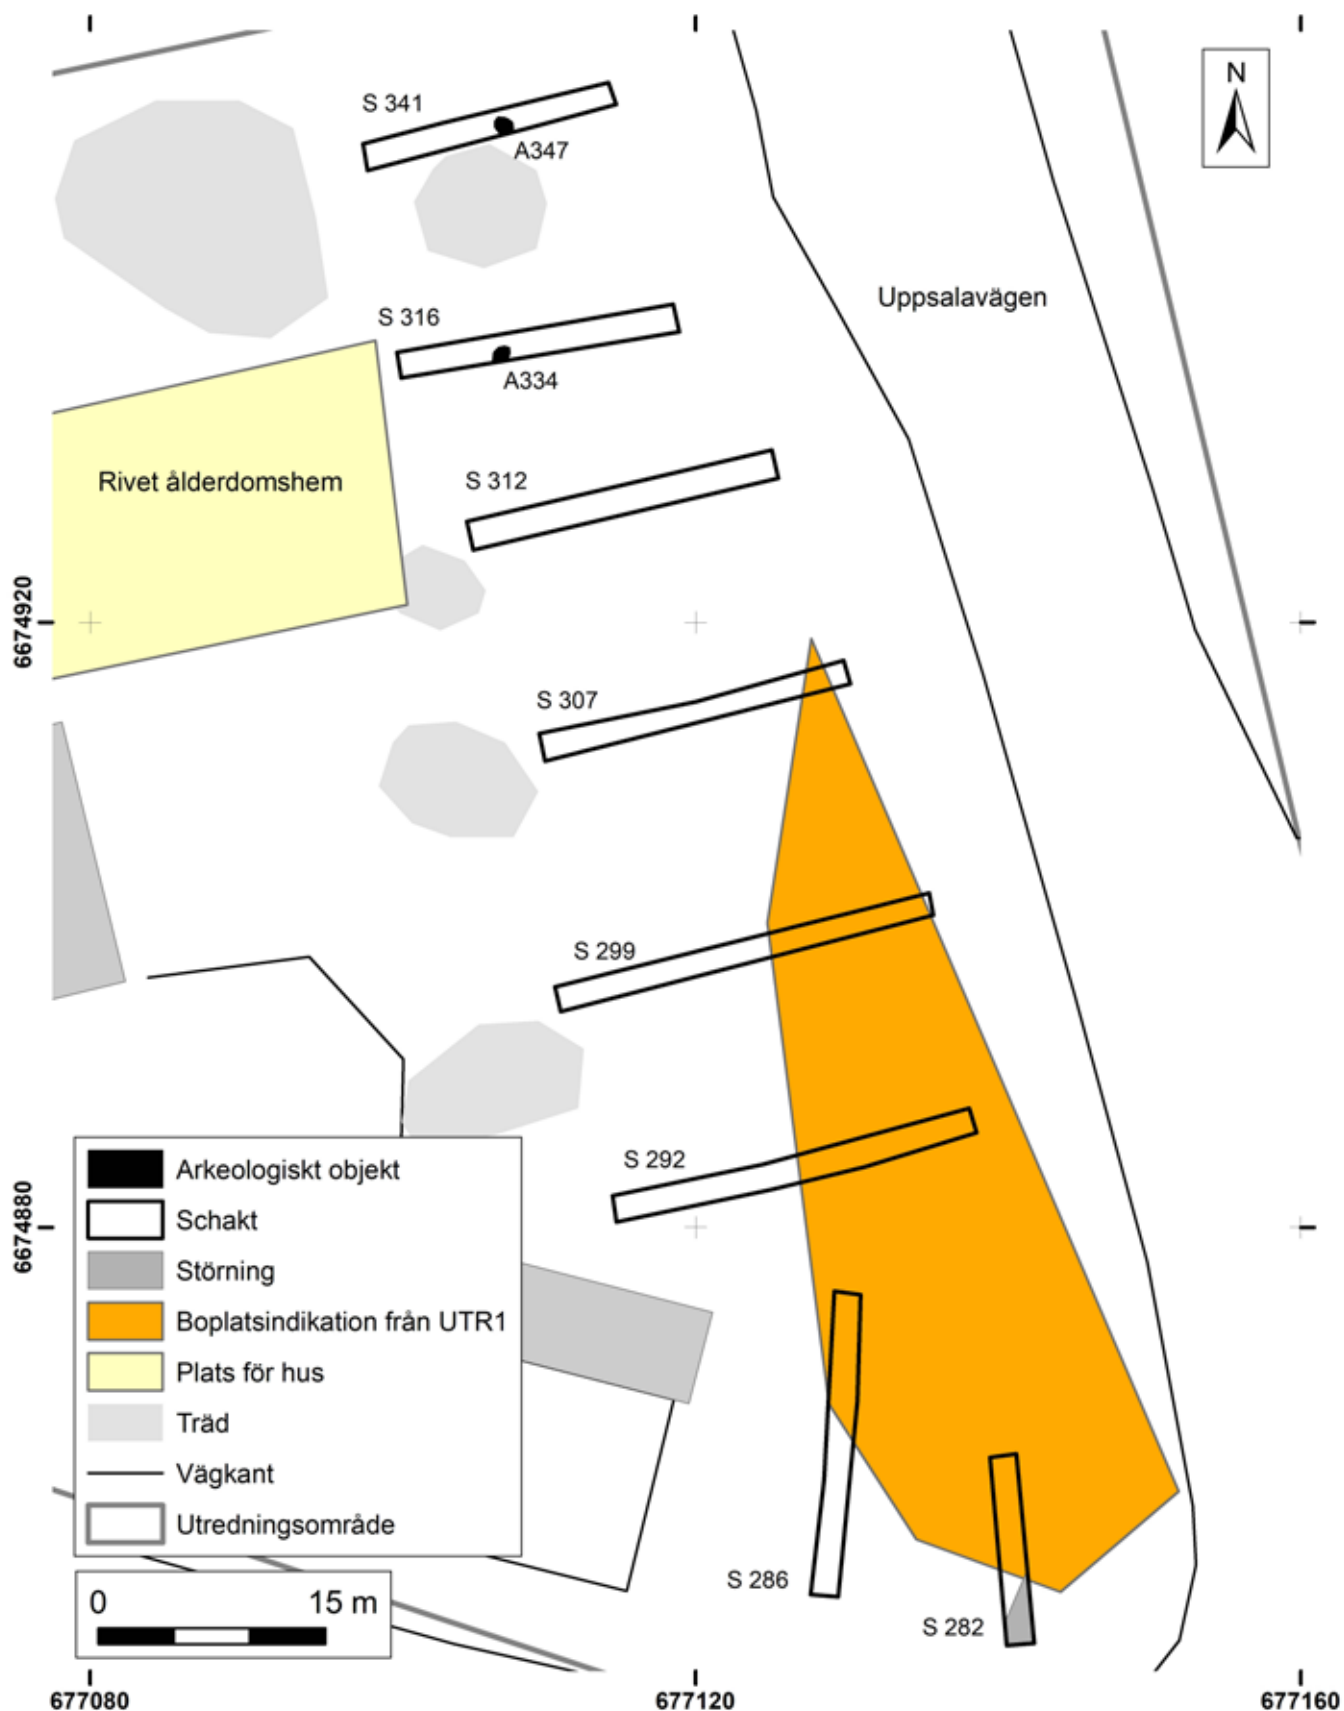 N
S 341
A347
Uppsalavägen
S 316
A334
Rivet ålderdomshem
S 312
6674920
S 307
S 299
S 292
6674880
Arkeologiskt objekt
Schakt
Störning
Boplatsindikation från UTR1
Plats för hus
Träd
Vägkant
Utredningsområde
S 286
0 15 m
S 282
677080 677120 677160